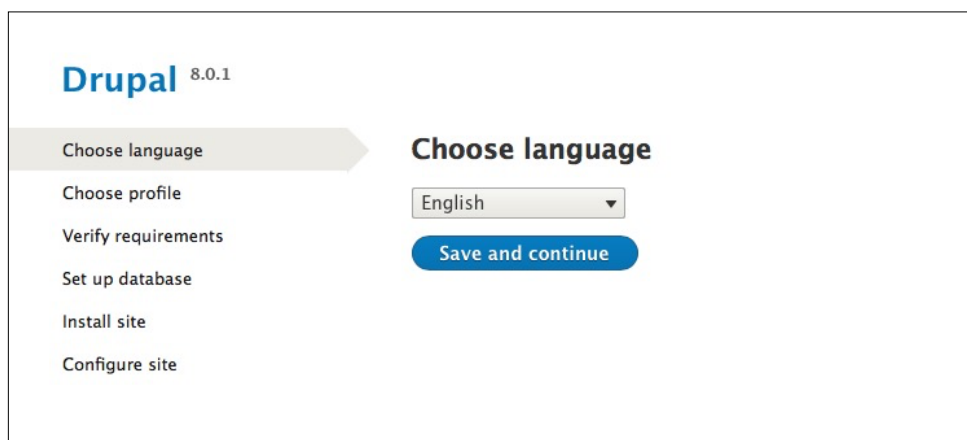 Drupal 8.0.1
Choose language
Choose profile
Verify requirements
Set up database
Install site
Configure site
Choose language
English
Save and continue